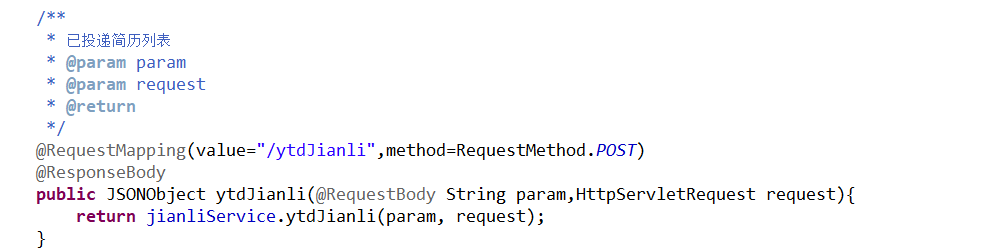 /**
 * 已投递简历列表
 * @param param
 * @param request
 * @return
 */
@RequestMapping(value="/ytdJianli",method=RequestMethod.POST)
@ResponseBody
public JSONObject ytdJianli(@RequestBody String param,HttpServletRequest request){
    return jianliService.ytdJianli(param, request);
}